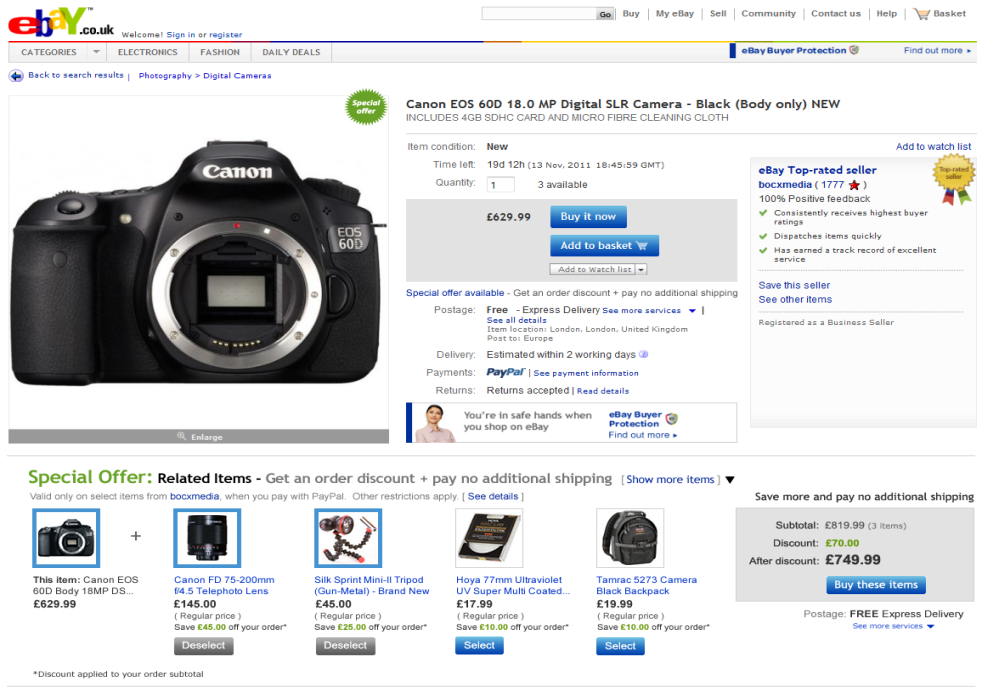 ebaY™.co.uk
Welcome! Sign in or register
Go
Buy
My eBay
Sell
Community
Contact us
Help
Basket
CATEGORIES
ELECTRONICS
FASHION
DAILY DEALS
eBay Buyer Protection
Find out more
Back to search results | Photography > Digital Cameras
Special offer
Canon
EOS
60D
Enlarge
Canon EOS 60D 18.0 MP Digital SLR Camera - Black (Body only) NEW
INCLUDES 4GB SDHC CARD AND MICRO FIBRE CLEANING CLOTH
Item condition: New
Time left: 19d 12h (13 Nov, 2011 18:45:59 GMT)
Quantity: 1 3 available
£629.99
Buy it now
Add to basket
Add to Watch list
Special offer available - Get an order discount + pay no additional shipping
Postage: Free - Express Delivery See more services |
See all details
Item location: London, London, United Kingdom
Post to: Europe
Delivery: Estimated within 2 working days
Payments: PayPal | See payment information
Returns: Returns accepted | Read details
You're in safe hands when
you shop on eBay
eBay Buyer
Protection
Find out more
Add to watch list
eBay Top-rated seller
Top-rated
seller
bocxmedia ( 1777 )
100% Positive feedback
Consistently receives highest buyer
ratings
Dispatches items quickly
Has earned a track record of excellent
service
Save this seller
See other items
Registered as a Business Seller
Special Offer: Related Items - Get an order discount + pay no additional shipping [ Show more items ]
Valid only on select items from bocxmedia, when you pay with PayPal. Other restrictions apply. [ See details ]
+
This item: Canon EOS
60D Body 18MP DS...
£629.99
Canon FD 75-200mm
f/4.5 Telephoto Lens
£145.00
( Regular price )
Save £45.00 off your order*
Deselect
Silk Sprint Mini-II Tripod
(Gun-Metal) - Brand New
£45.00
( Regular price )
Save £25.00 off your order*
Deselect
Hoya 77mm Ultraviolet
UV Super Multi Coated...
£17.99
( Regular price )
Save £10.00 off your order*
Select
Tamrac 5273 Camera
Black Backpack
£19.99
( Regular price )
Save £10.00 off your order*
Select
Save more and pay no additional shipping
Subtotal: £819.99 (3 items)
Discount: £70.00
After discount: £749.99
Buy these items
Postage: FREE Express Delivery
See more services
*Discount applied to your order subtotal